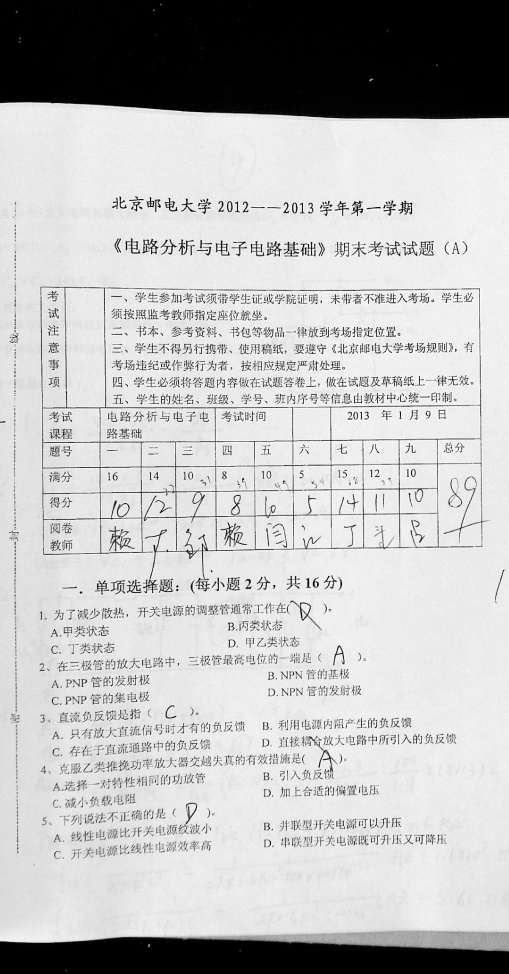 北京邮电大学 2012——2013 学年第一学期
《电路分析与电子电路基础》期末考试试题（A）
考试注意事项
一、学生参加考试须带学生证或学院证明，未带者不准进入考场。学生必
须按照监考教师指定座位就坐。
二、书本、参考资料、书包等物品一律放到考场指定位置。
三、学生不得另行携带、使用稿纸，要遵守《北京邮电大学考场规则》，有
考场违纪或作弊行为者，按相应规定严肃处理。
四、学生必须将答题内容做在试题答卷上，做在试题及草稿纸上一律无效。
五、学生的姓名、班级、学号、班内序号等信息由教材中心统一印制。
考试课程 电路分析与电子电路基础 考试时间 2013 年 1 月 9 日
题号 一 二 三 四 五 六 七 八 九 总分
满分 16 14 10 8 10 5 15 12 10
得分 10 12 9 8 10 5 14 11 10 89
阅卷教师 赖 邹 赖 闫 江 丁
一．单项选择题：(每小题 2 分，共 16 分)
1. 为了减少散热，开关电源的调整管通常工作在( D )。
A.甲类状态 B.丙类状态
C. 丁类状态 D. 甲乙类状态
2、在三极管的放大电路中，三极管最高电位的一端是（ A ）。
A. PNP 管的发射极 B. NPN 管的基极
C. PNP 管的集电极 D. NPN 管的发射极
3、直流负反馈是指（ C ）。
A. 只有放大直流信号时才有的负反馈 B. 利用电源内阻产生的负反馈
C. 存在于直流通路中的负反馈 D. 直接耦合放大电路中所引入的负反馈
4、克服乙类推挽功率放大器交越失真的有效措施是( A )。
A.选择一对特性相同的功放管 B. 引入负反馈
C. 减小负载电阻 D. 加上合适的偏置电压
5、下列说法不正确的是（ D ）。
A. 线性电源比开关电源纹波小 B. 并联型开关电源可以升压
C. 开关电源比线性电源效率高 D. 串联型开关电源既可升压又可降压